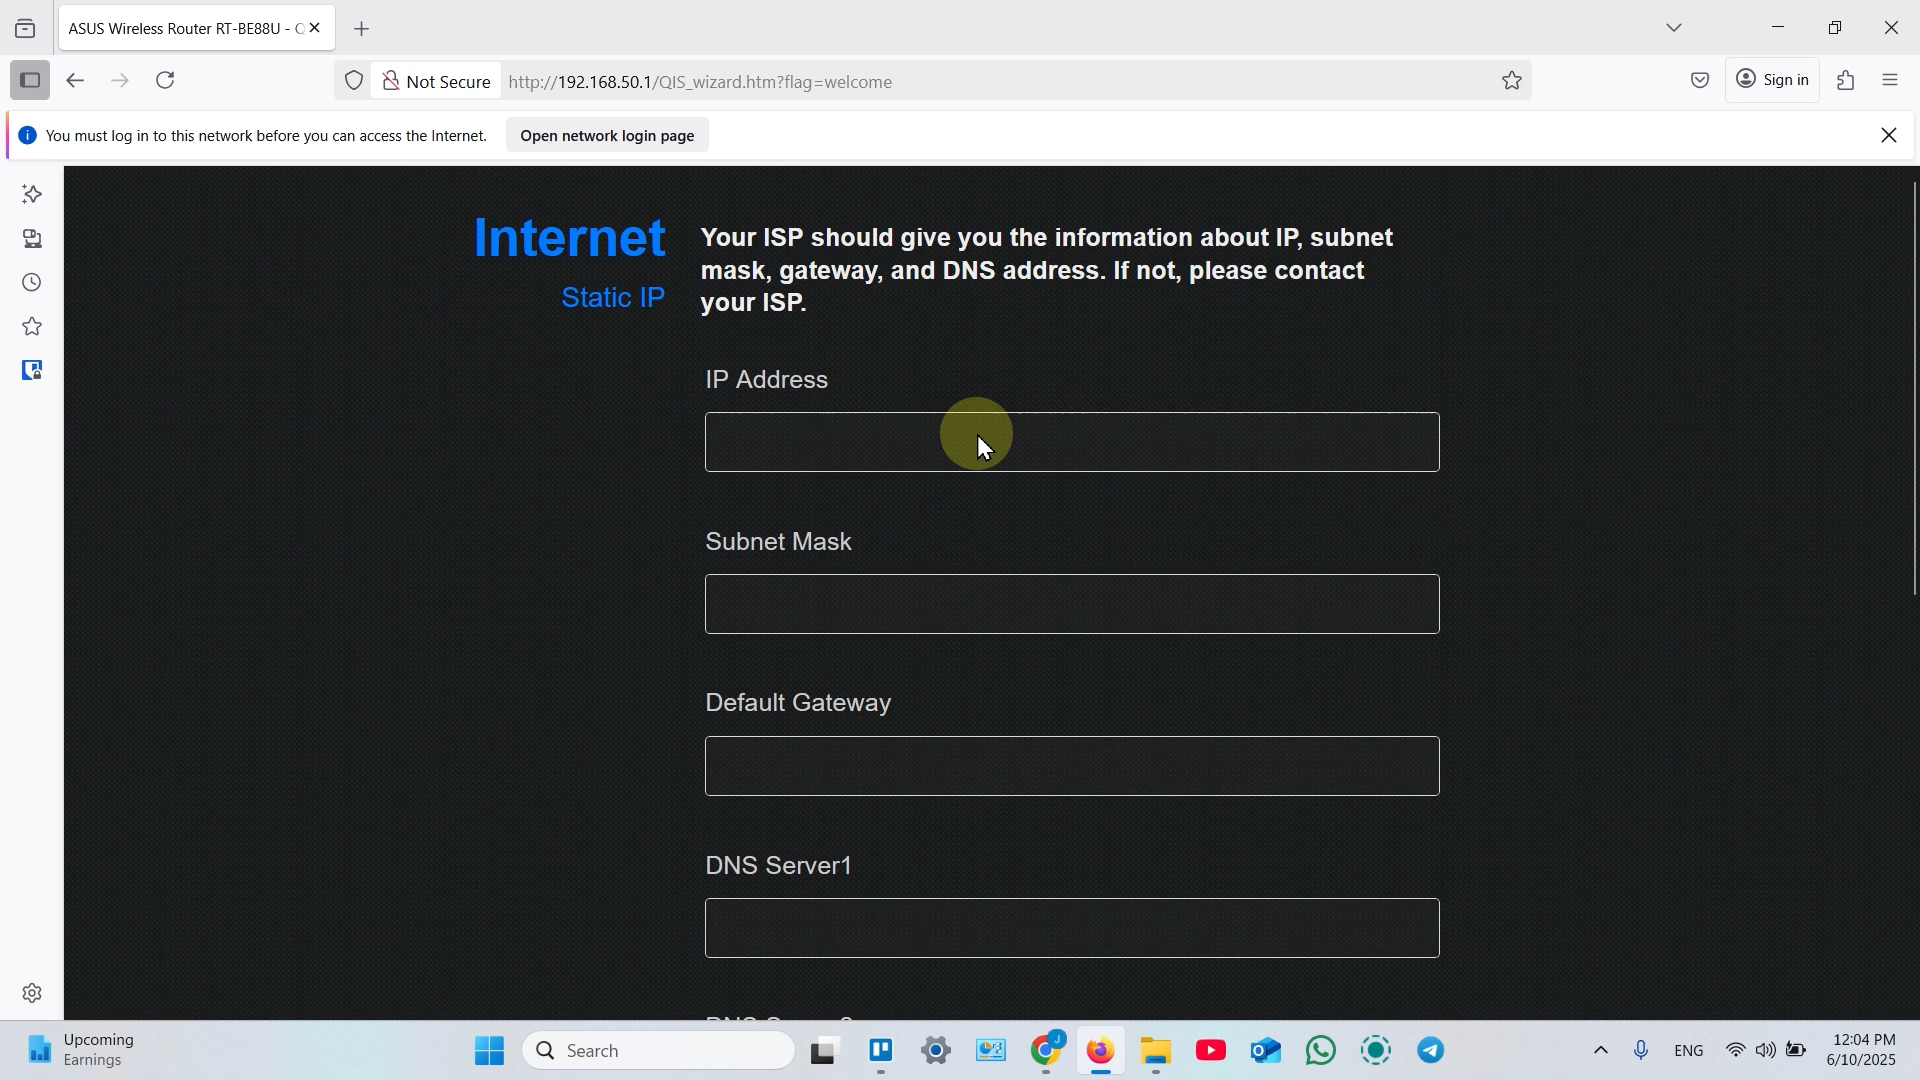 ASUS Wireless Router RT-BE88U - Q
Not Secure
http://192.168.50.1/QIS_wizard.htm?flag=welcome
Sign in
You must log in to this network before you can access the Internet.
Open network login page
Internet
Static IP
Your ISP should give you the information about IP, subnet
mask, gateway, and DNS address. If not, please contact
your ISP.
IP Address
Subnet Mask
Default Gateway
DNS Server1
Upcoming
Earnings
Search
J
ENG
12:04 PM
6/10/2025